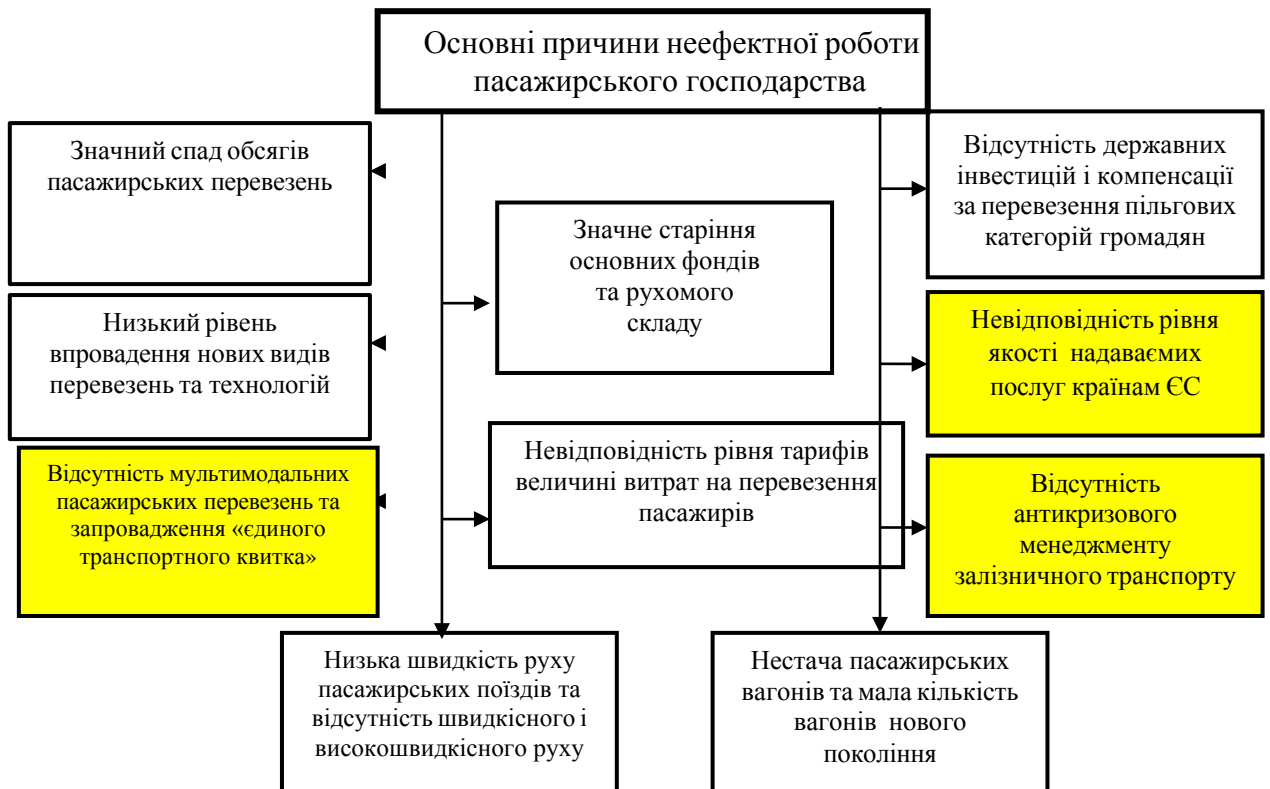 Основні причини неефектної роботи
пасажирського господарства
Значний спад обсягів
пасажирських перевезень
Відсутність державних
інвестицій і компенсації
за перевезення пільгових
категорій громадян
Значне старіння
основних фондів
та рухомого
складу
Низький рівень
впровадення нових видів
перевезень та технологій
Невідповідність рівня
якості надаваємих
послуг країнам ЄС
Відсутність мультимодальних
пасажирських перевезень та
запровадження «єдиного
транспортного квитка»
Невідповідність рівня тарифів
величині витрат на перевезення
пасажирів
Відсутність
антикризового
менеджменту
залізничного транспорту
Низька швидкість руху
пасажирських поїздів та
відсутність швидкісного і
високошвидкісного руху
Нестача пасажирських
вагонів та мала кількість
вагонів нового
покоління